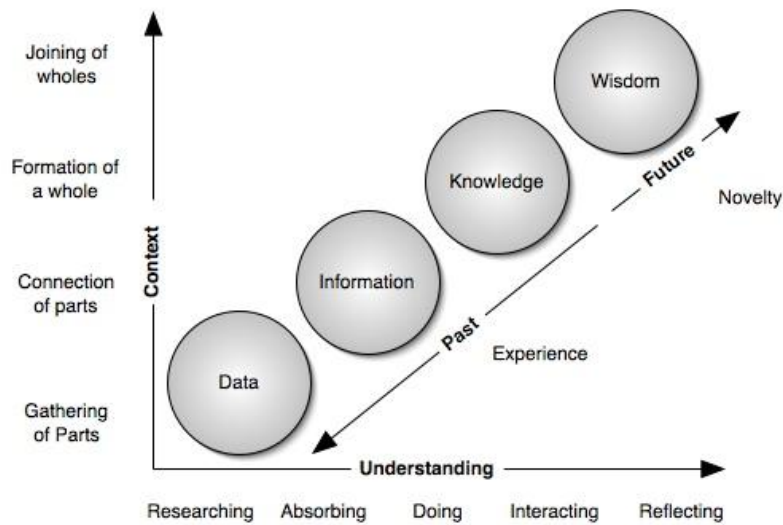 Joining of
wholes
Wisdom
Future
Formation of
a whole
Knowledge
Novelty
Context
Connection
of parts
Information
Past
Experience
Data
Gathering
of Parts
Understanding
Researching Absorbing Doing Interacting Reflecting